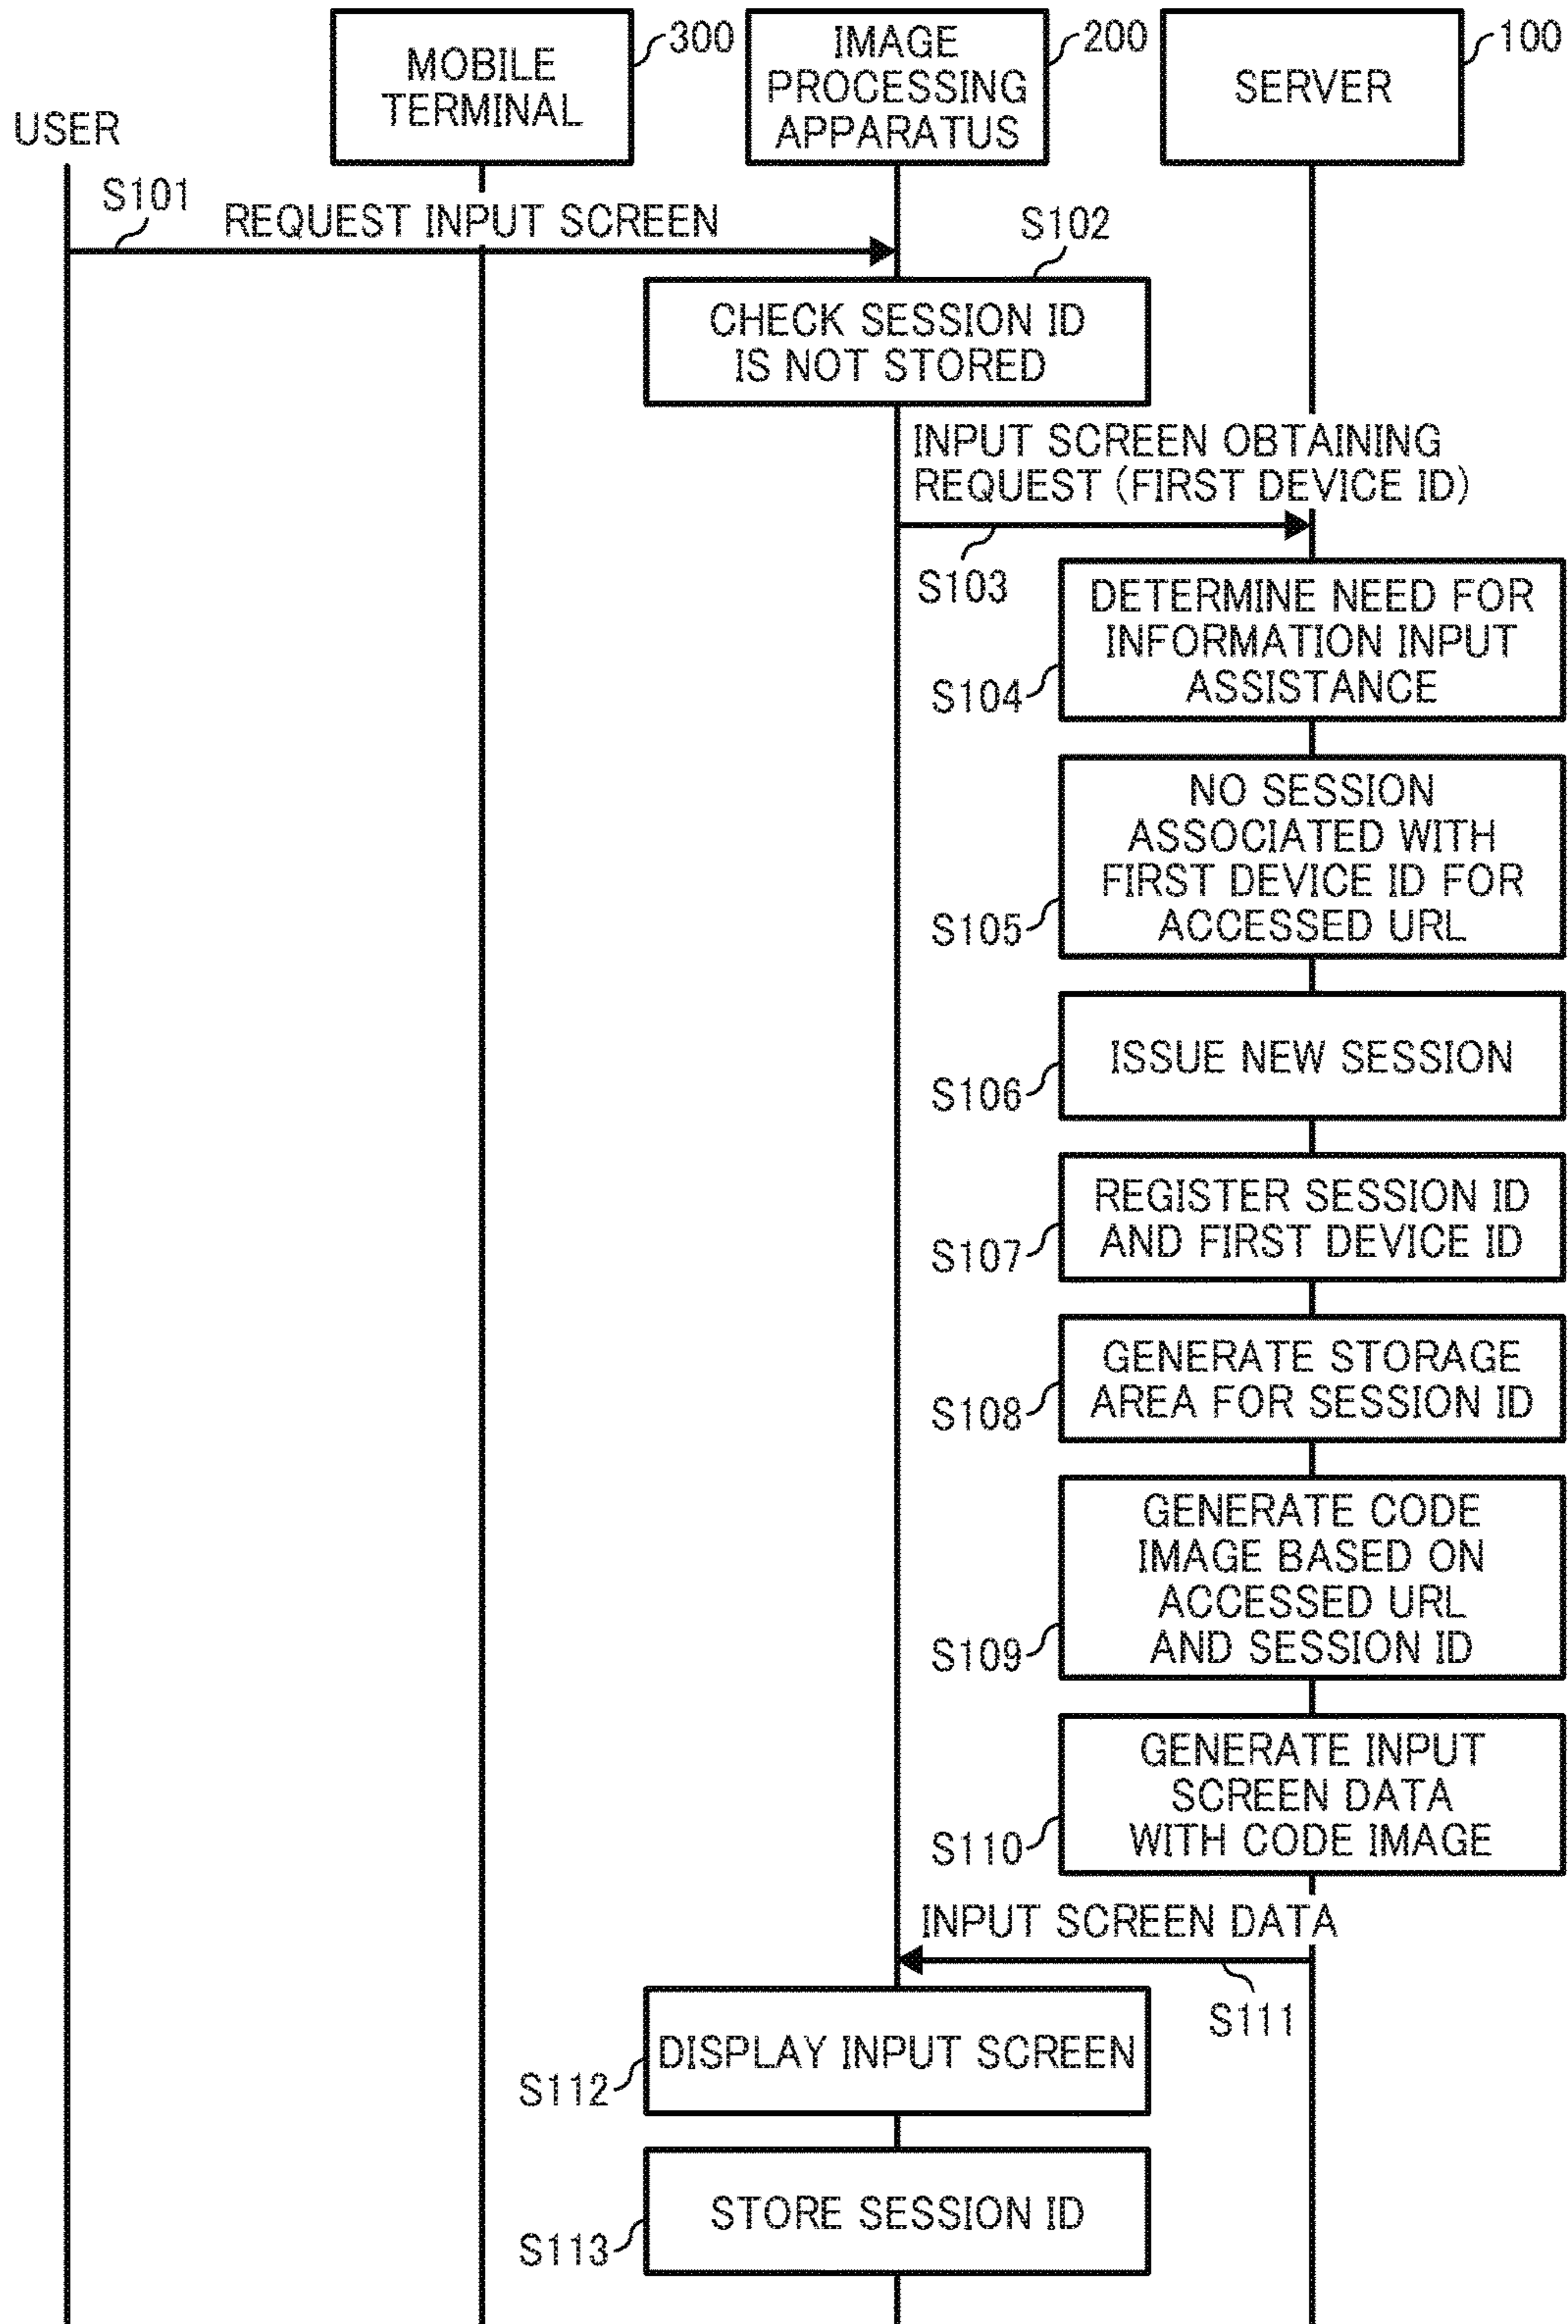 MOBILE
TERMINAL
300
IMAGE
PROCESSING
APPARATUS
200
SERVER
100
USER
S101
REQUEST INPUT SCREEN
S102
CHECK SESSION ID
IS NOT STORED
INPUT SCREEN OBTAINING
REQUEST (FIRST DEVICE ID)
S103
DETERMINE NEED FOR
INFORMATION INPUT
ASSISTANCE
S104
NO SESSION
ASSOCIATED WITH
FIRST DEVICE ID FOR
ACCESSED URL
S105
ISSUE NEW SESSION
S106
REGISTER SESSION ID
AND FIRST DEVICE ID
S107
GENERATE STORAGE
AREA FOR SESSION ID
S108
GENERATE CODE
IMAGE BASED ON
ACCESSED URL
AND SESSION ID
S109
GENERATE INPUT
SCREEN DATA
WITH CODE IMAGE
S110
INPUT SCREEN DATA
S111
DISPLAY INPUT SCREEN
S112
STORE SESSION ID
S113